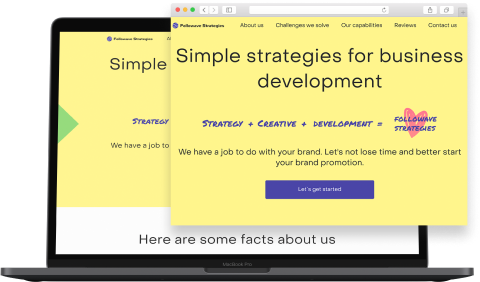 Followave Strategies
About us
Challenges we solve
Our capabilities
Reviews
Contact us
Simple strategies for business
development
Strategy + Creative + development =
Followave
Strategies
We have a job to do with your brand. Let's not lose time and better start
your brand promotion.
Let's get started
Followave Strategies
Simple
Strategy
We have a job to
Here are some facts about us
MacBook Pro